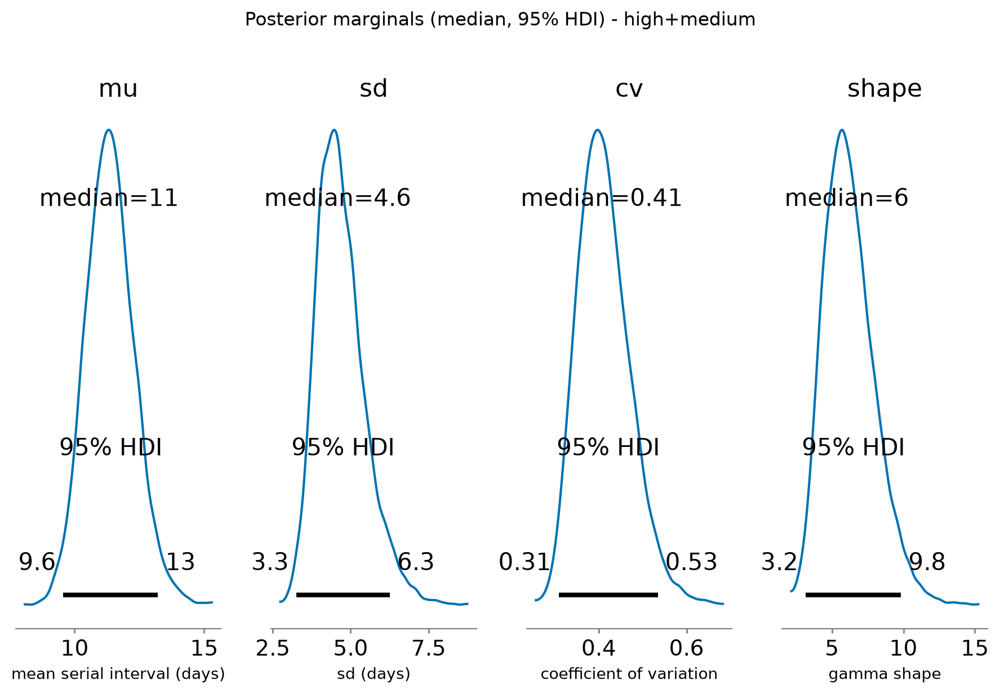 Posterior marginals (median, 95% HDI) - high+medium
mu
median=11
95% HDI
9.6
13
10
15
mean serial interval (days)
sd
median=4.6
95% HDI
3.3
6.3
2.5
5.0
7.5
sd (days)
cv
median=0.41
95% HDI
0.31
0.53
0.4
0.6
coefficient of variation
shape
median=6
95% HDI
3.2
9.8
5
10
15
gamma shape